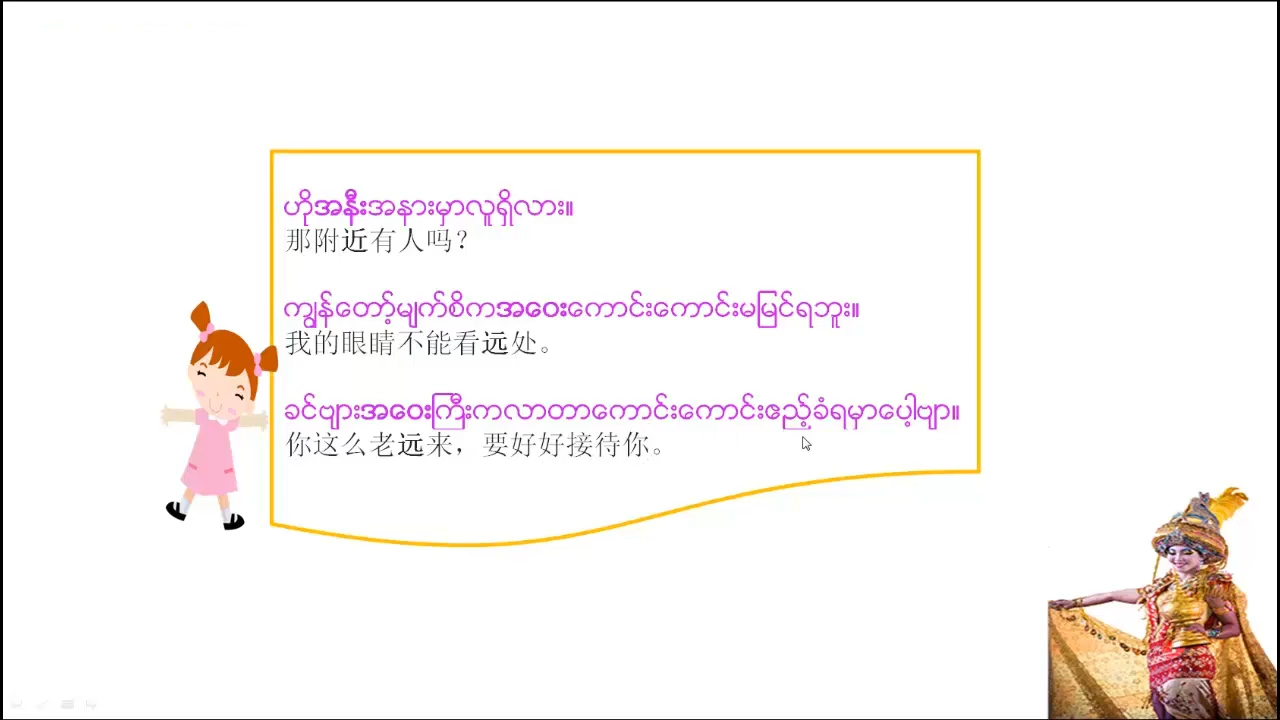 ဟိုအနီးအနားမှာလူရှိလား။
那附近有人吗？
ကျွန်တော့်မျက်စိကအဝေးကောင်းကောင်းမမြင်ရဘူး။
我的眼睛不能看远处。
ခင်ဗျားအဝေးကြီးကလာတာကောင်းကောင်းဧည့်ခံရမှာပေါ့ဗျာ။
你这么老远来，要好好接待你。